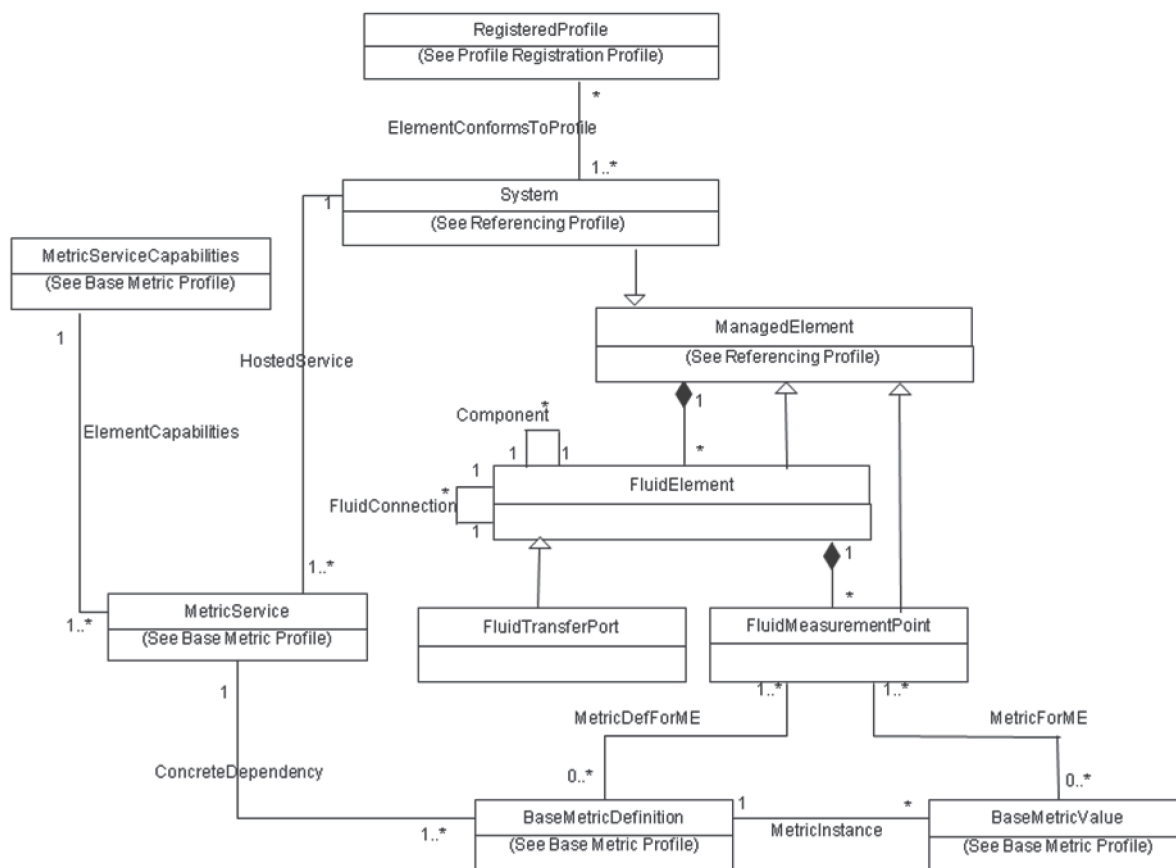 RegisteredProfile
(See Profile Registration Profile)
*
ElementConformsToProfile
1..*
System
1
(See Referencing Profile)
MetricServiceCapabilities
(See Base Metric Profile)
ManagedElement
(See Referencing Profile)
1
HostedService
1
*
Component
ElementCapabilities
1
1
*
1
FluidElement
*
FluidConnection
1
1
1..*
*
MetricService
1..*
(See Base Metric Profile)
FluidTransferPort
FluidMeasurementPoint
1
1..*
1..*
MetricDefForME
MetricForME
ConcreteDependency
0..*
0..*
1..*
BaseMetricDefinition
(See Base Metric Profile)
1
*
MetricInstance
BaseMetricValue
(See Base Metric Profile)